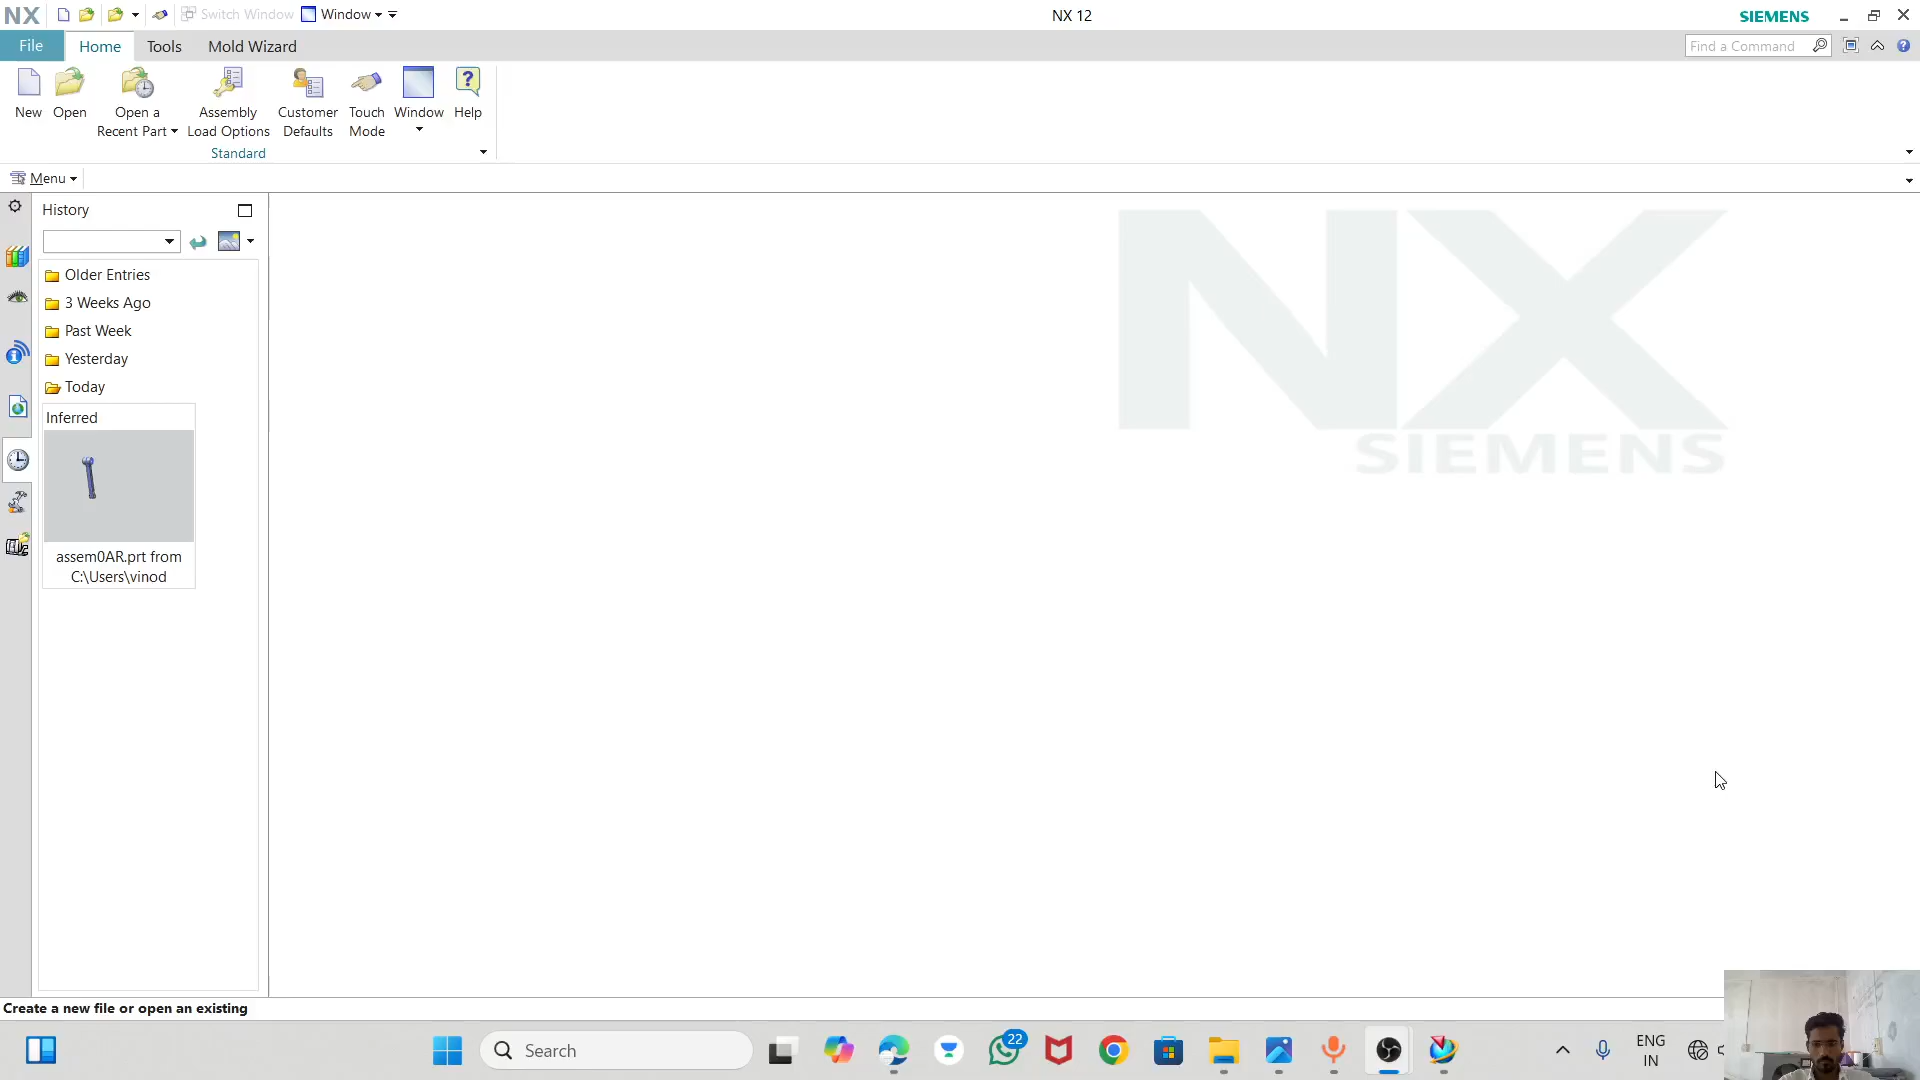 NX Switch Window Window NX 12 SIEMENS
File Home Tools Mold Wizard Find a Command
New Open Open a Recent Part Assembly Load Options Customer Defaults Touch Mode Window Help
Standard
Menu
History
Older Entries
3 Weeks Ago
Past Week
Yesterday
Today
Inferred
assem0AR.prt from
C:\Users\vinod
NX
SIEMENS
Create a new file or open an existing
Search
22
ENG
IN